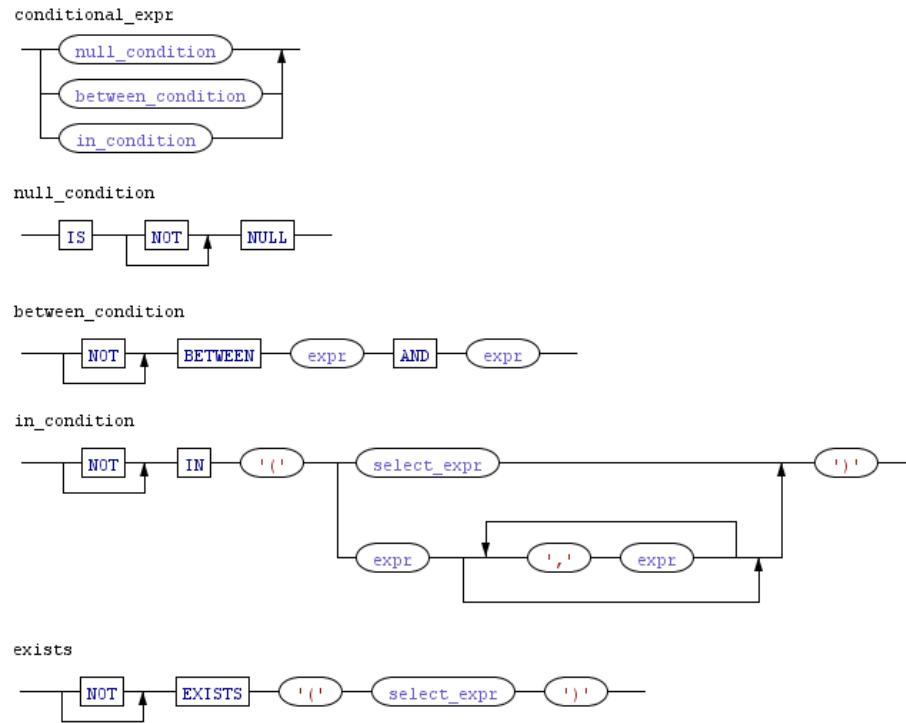 conditional_expr
null_condition
between_condition
in_condition
null_condition
IS NOT NULL
between_condition
NOT BETWEEN expr AND expr
in_condition
NOT IN '(' select_expr ')'
expr ',' expr
exists
NOT EXISTS '(' select_expr ')'